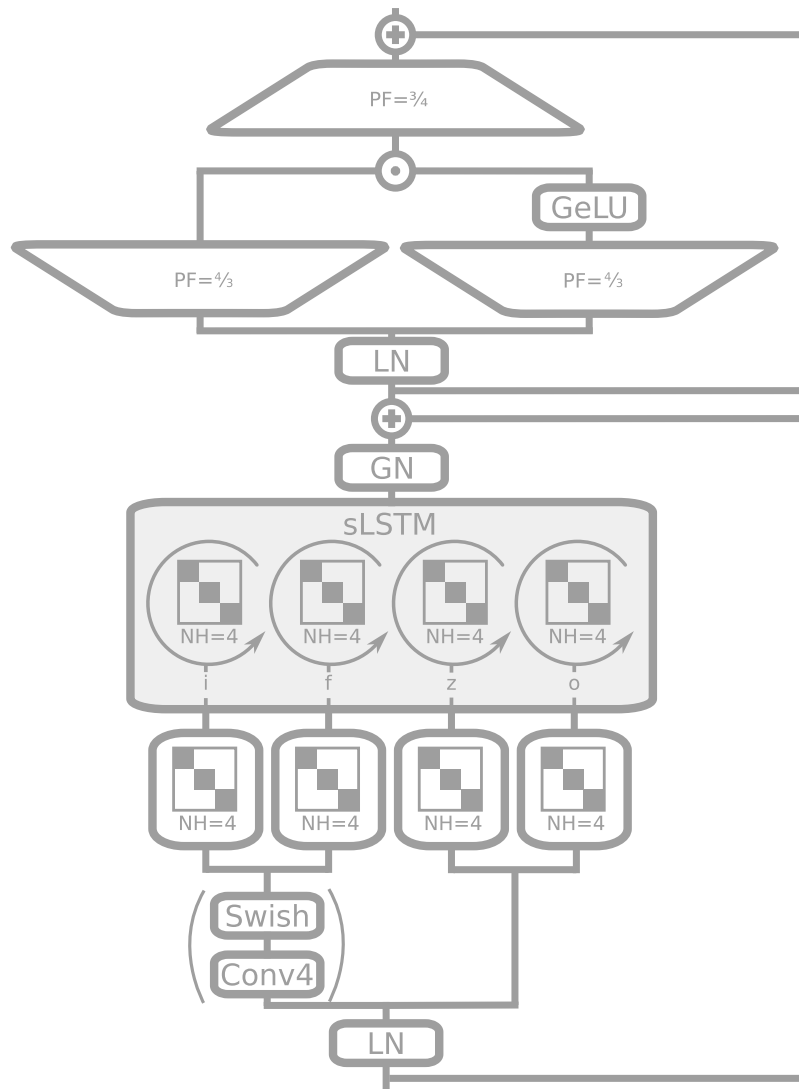 PF=¾
GeLU
PF=⁴⁄₃
PF=⁴⁄₃
LN
GN
sLSTM
NH=4 NH=4 NH=4 NH=4
i f z o
NH=4 NH=4 NH=4 NH=4
Swish
Conv4
LN